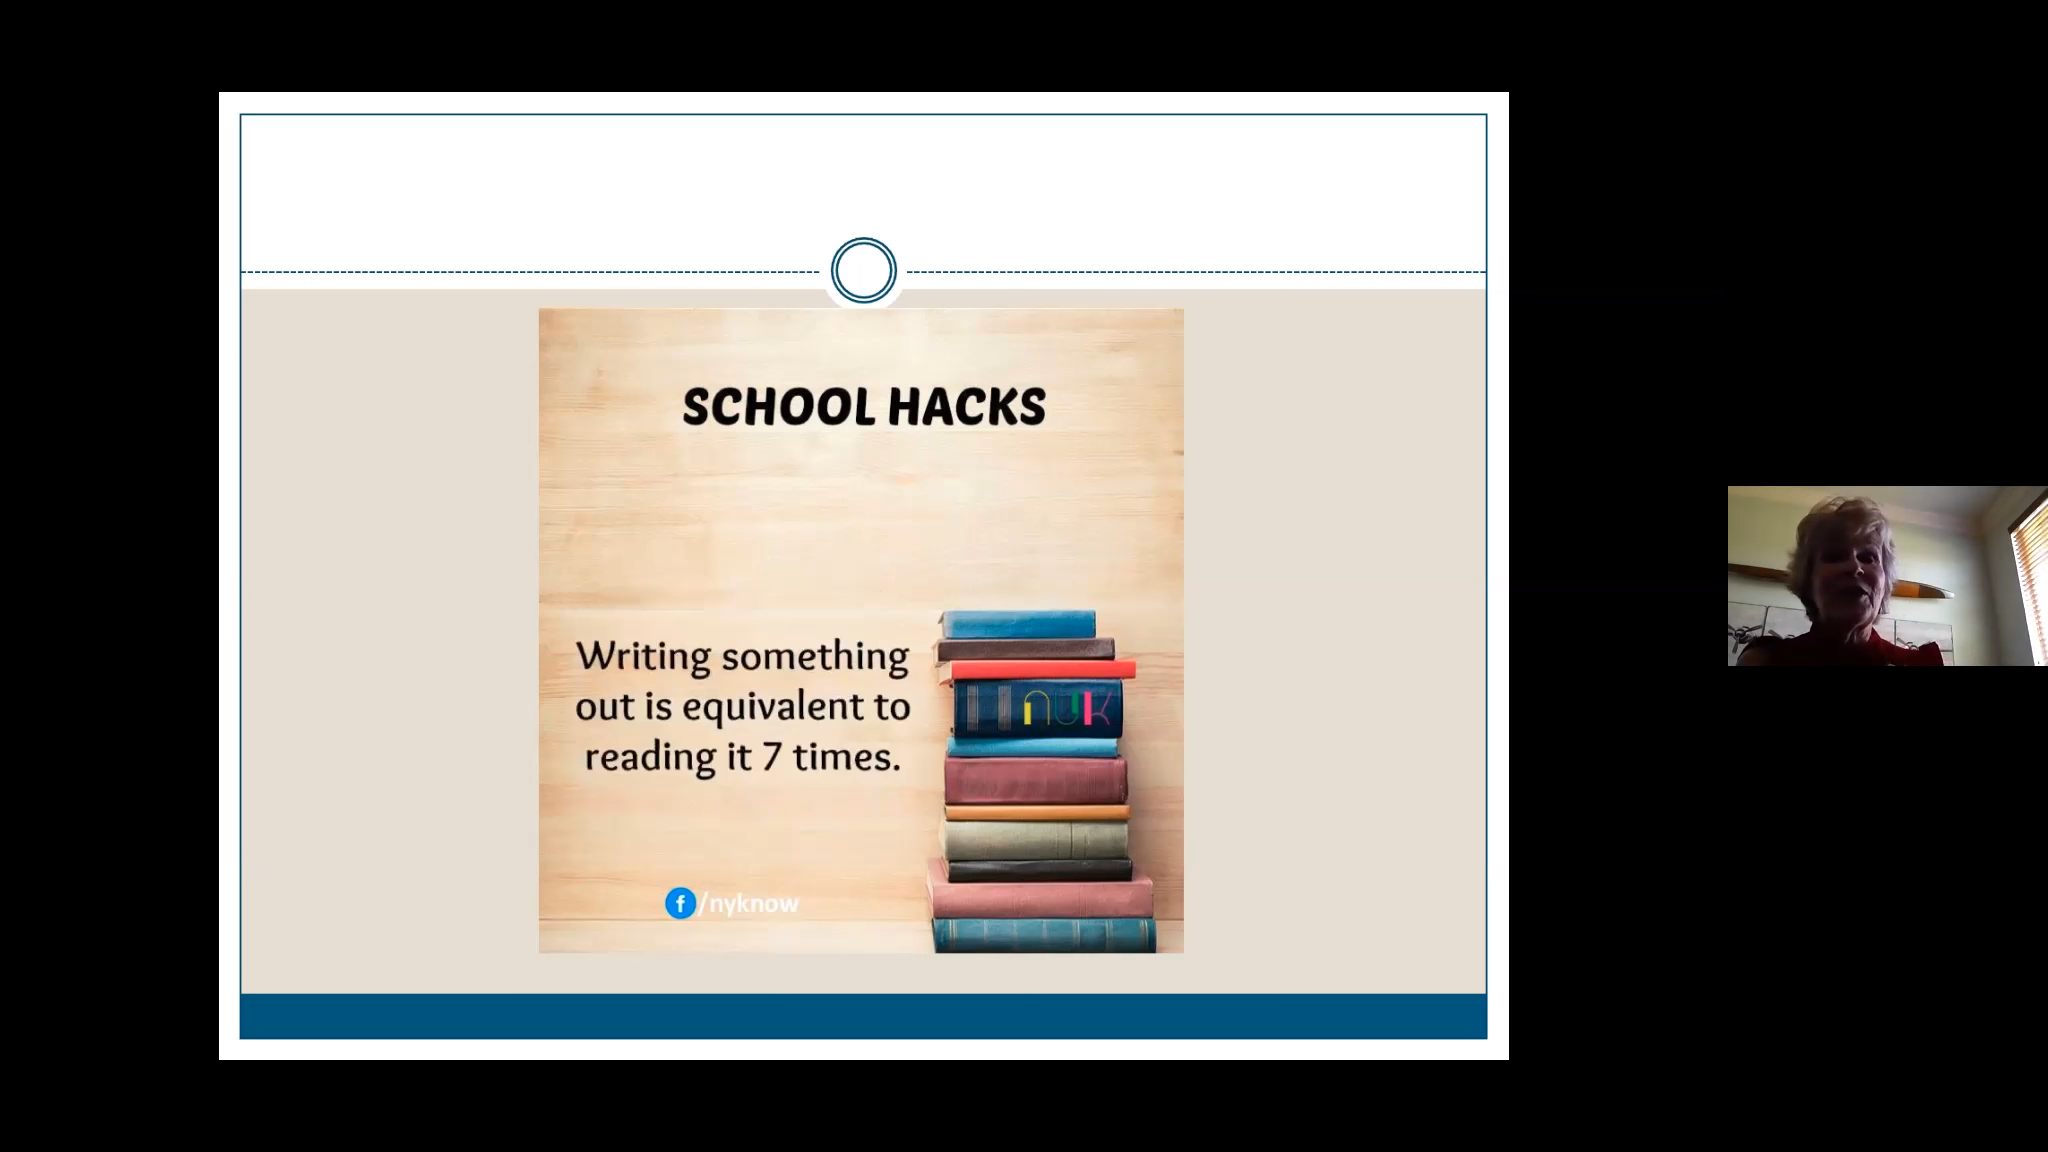 SCHOOL HACKS
Writing something
out is equivalent to
reading it 7 times.
nuk
f/nyknow